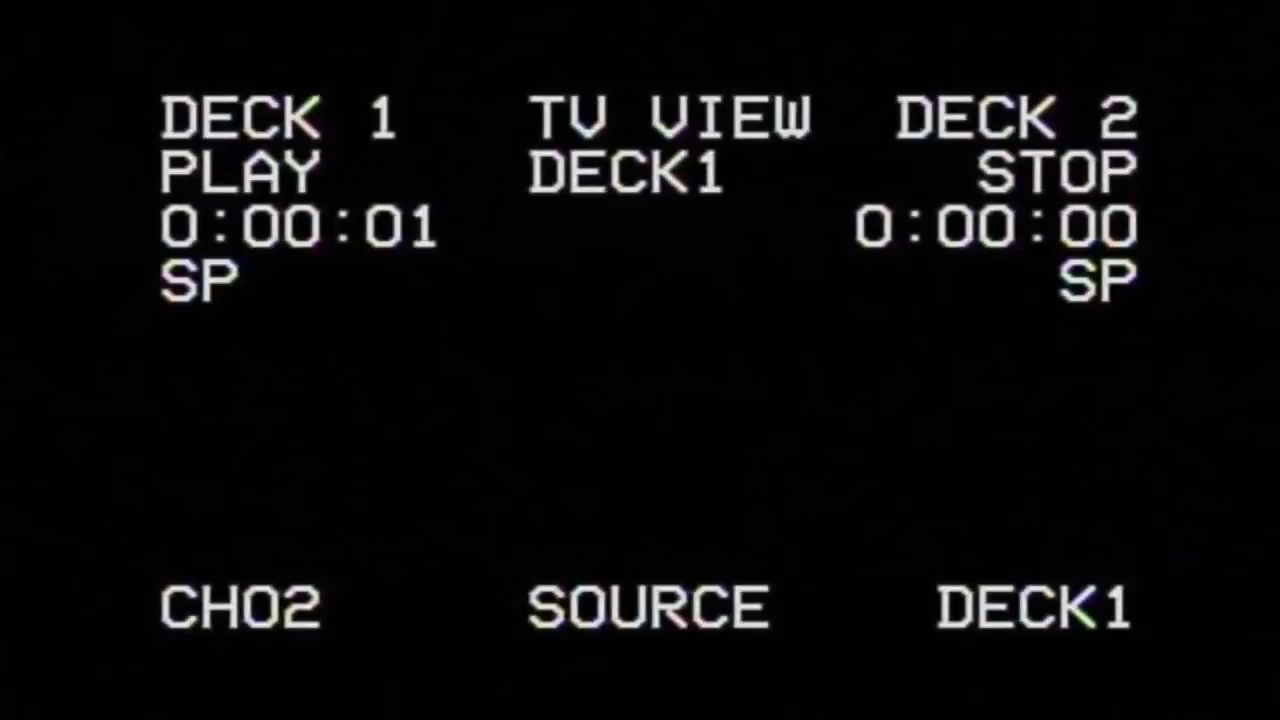 DECK 1 TV VIEW DECK 2
PLAY DECK1 STOP
0:00:01 0:00:00
SP SP
CH02 SOURCE DECK1